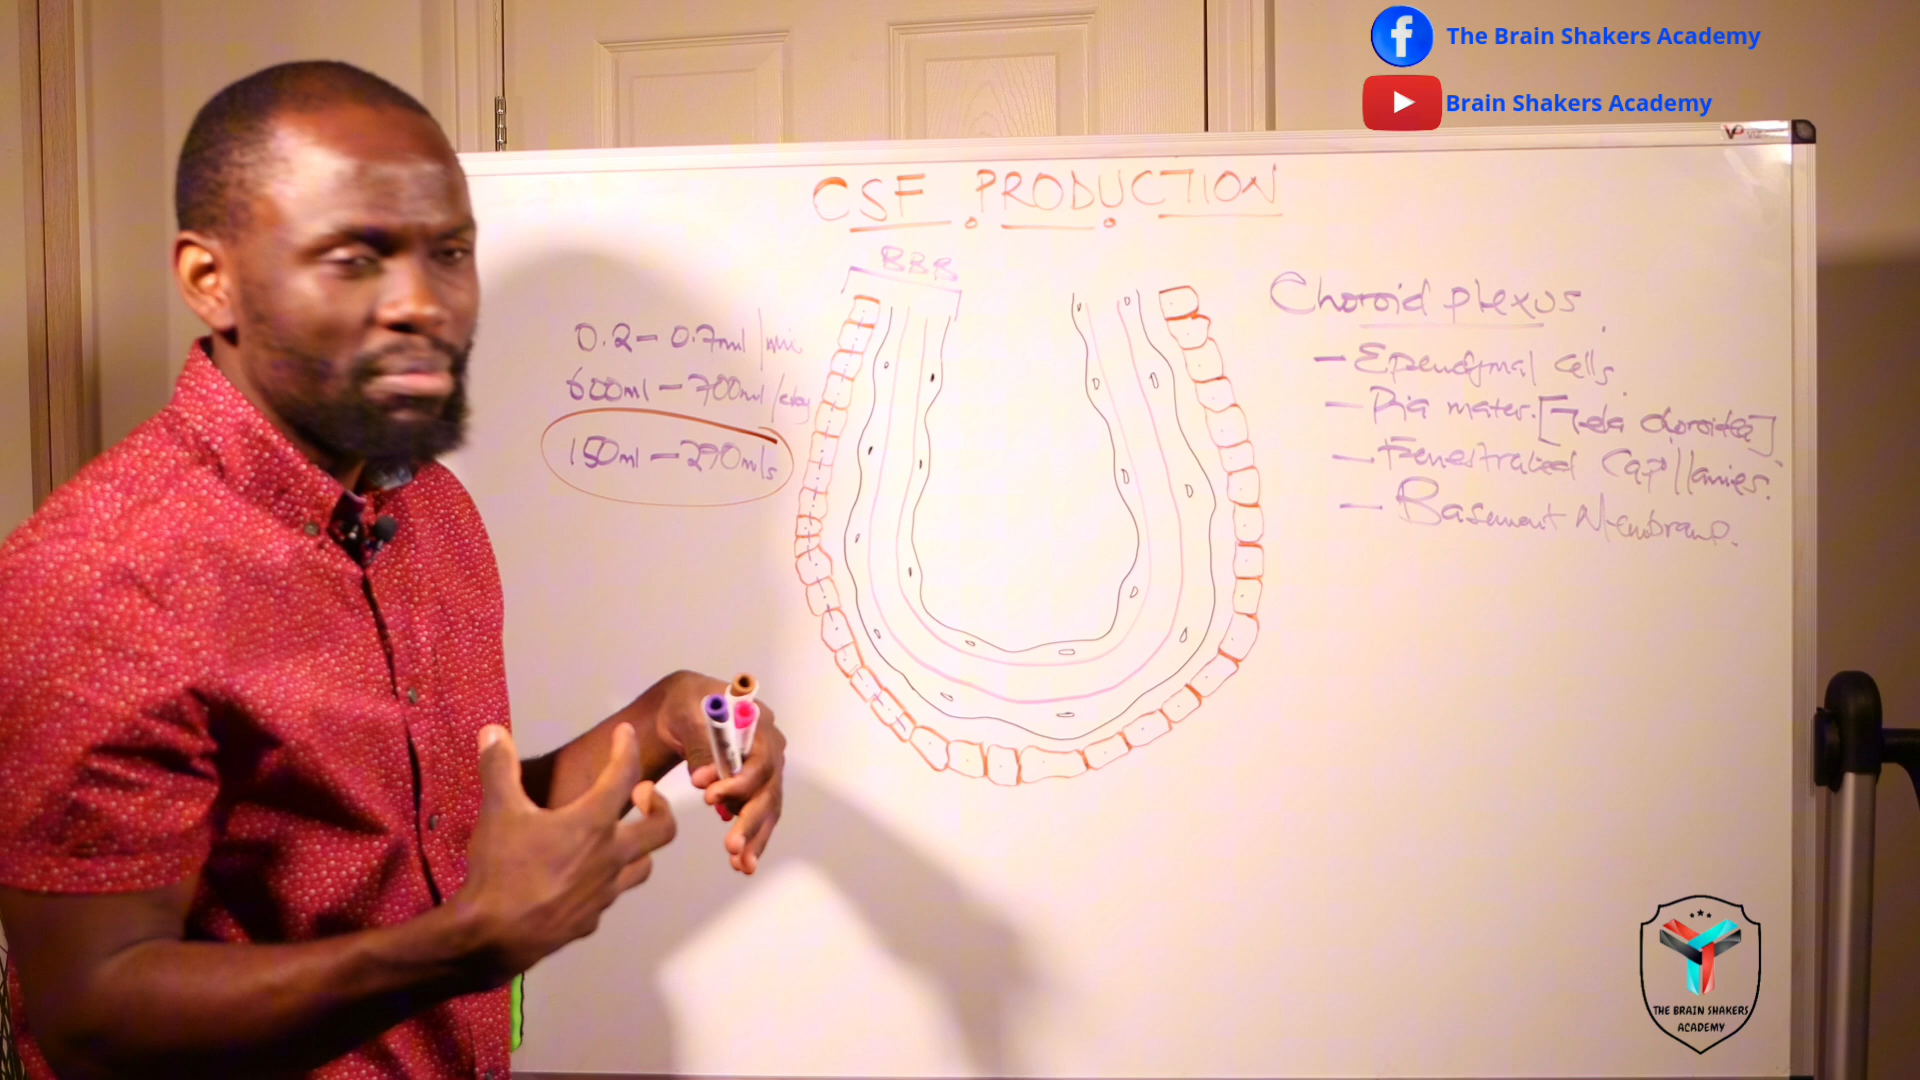 The Brain Shakers Academy
Brain Shakers Academy
CSF PRODUCTION
BBB
0.2 - 0.7ml/min
600ml - 700ml/day
150ml - 290mls
Choroid plexus
- Ependymal cells
- Pia mater. [Tela choroidea]
- Fenestrated Capillaries.
- Basement Membrane.
THE BRAIN SHAKERS
ACADEMY